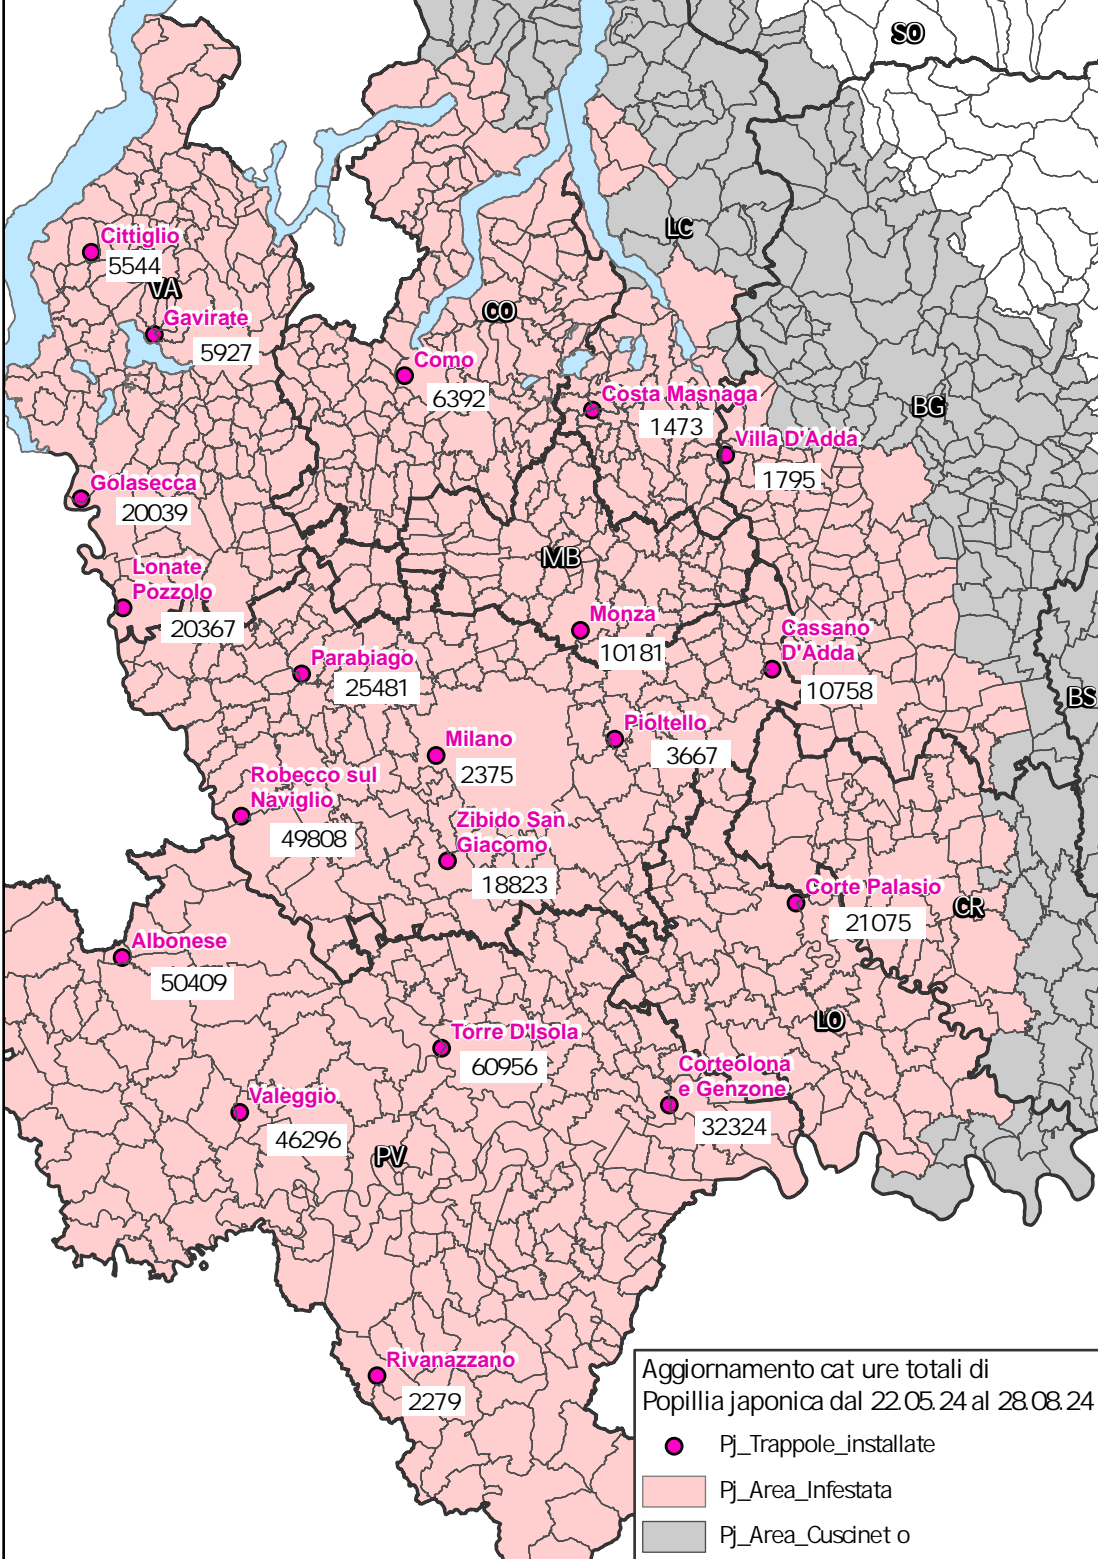 SO
LC
Cittiglio
5544
VA
CO
Gavirate
5927
Como
6392
Costa Masnaga
1473
BG
Villa D'Adda
1795
Golasecca
20039
MB
Lonate
Pozzolo
20367
Monza
10181
Cassano
D'Adda
10758
Parabiago
25481
BS
Pioltello
3667
Milano
2375
Robecco sul
Naviglio
49808
Zibido San
Giacomo
18823
Corte Palasio
21075
CR
Albonese
50409
LO
Torre D'Isola
60956
Corteolona
e Genzone
32324
Valeggio
46296
PV
Rivanazzano
2279
Aggiornamento cat ure totali di
Popillia japonica dal 22.05.24 al 28.08.24
Pj_Trappole_installate
Pj_Area_Infestata
Pj_Area_Cuscinet o